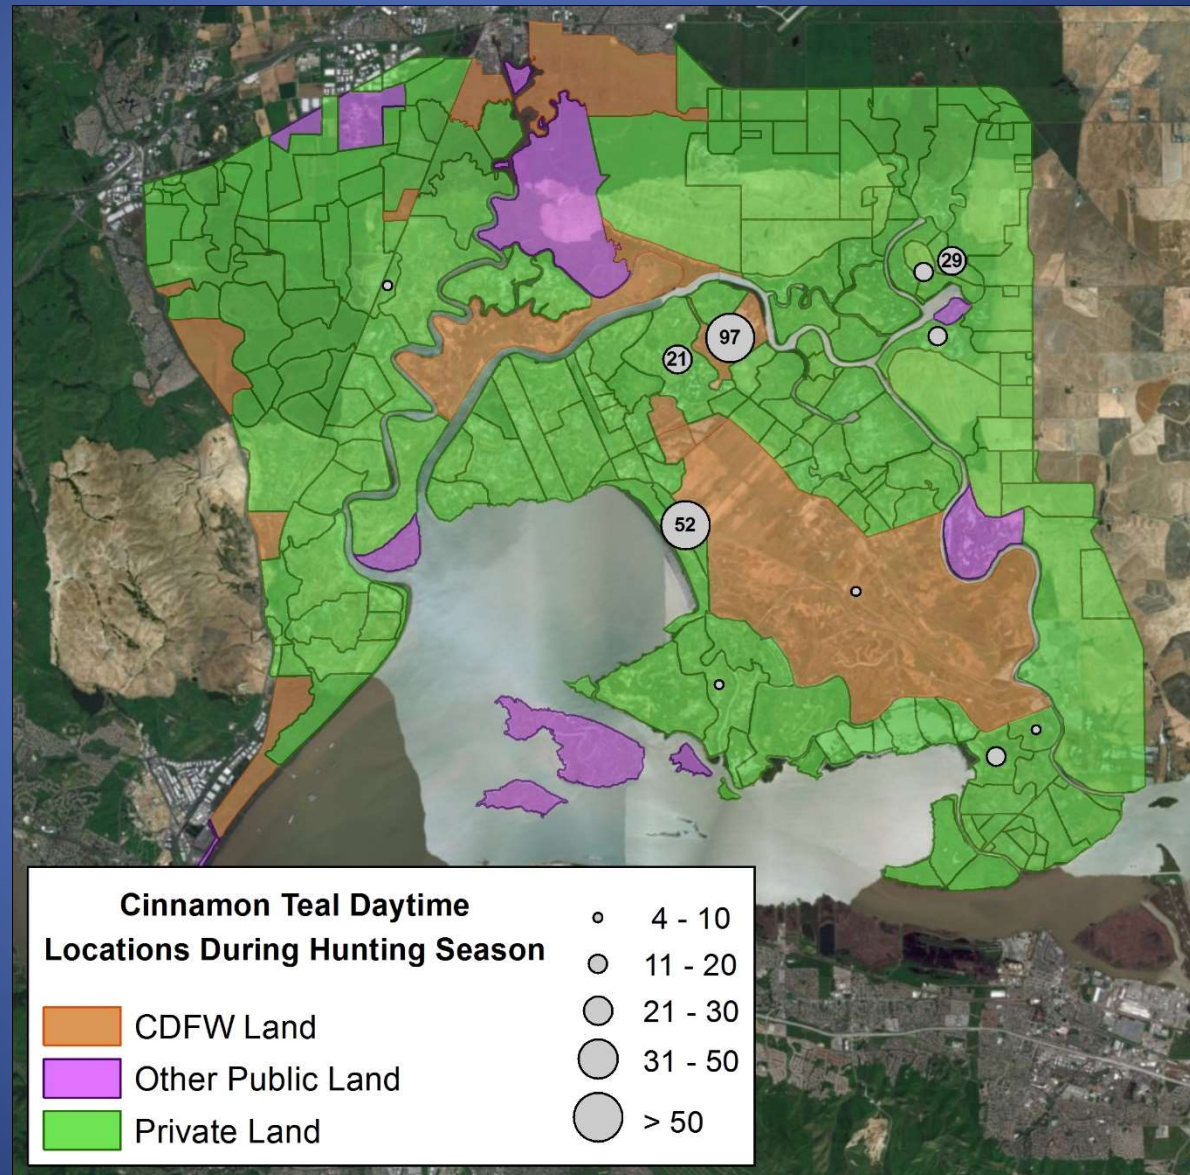 29
97
21
52
Cinnamon Teal Daytime
Locations During Hunting Season
CDFW Land
Other Public Land
Private Land
4 - 10
11 - 20
21 - 30
31 - 50
> 50